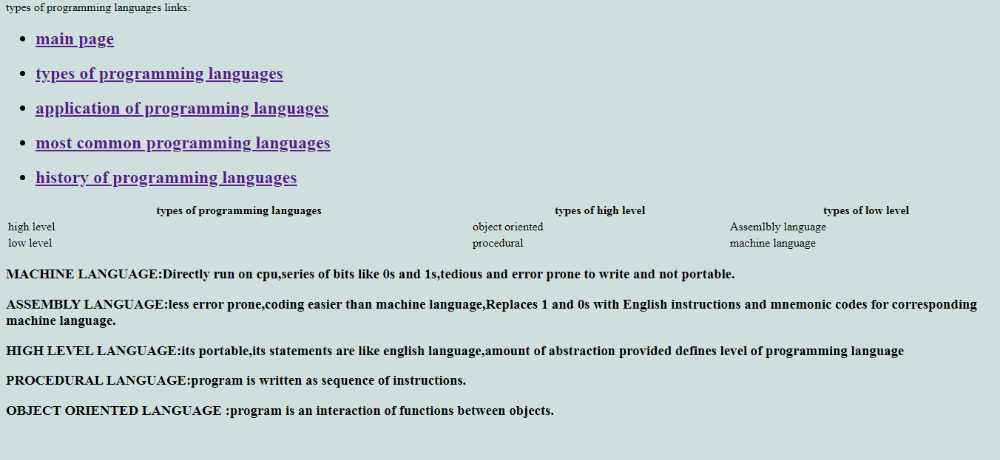 types of programming languages links:
main page
types of programming languages
application of programming languages
most common programming languages
history of programming languages
types of programming languages types of high level types of low level
high level object oriented Assemlbly language
low level procedural machine language
MACHINE LANGUAGE:Directly run on cpu,series of bits like 0s and 1s,tedious and error prone to write and not portable.
ASSEMBLY LANGUAGE:less error prone,coding easier than machine language,Replaces 1 and 0s with English instructions and mnemonic codes for corresponding
machine language.
HIGH LEVEL LANGUAGE:its portable,its statements are like english language,amount of abstraction provided defines level of programming language
PROCEDURAL LANGUAGE:program is written as sequence of instructions.
OBJECT ORIENTED LANGUAGE :program is an interaction of functions between objects.